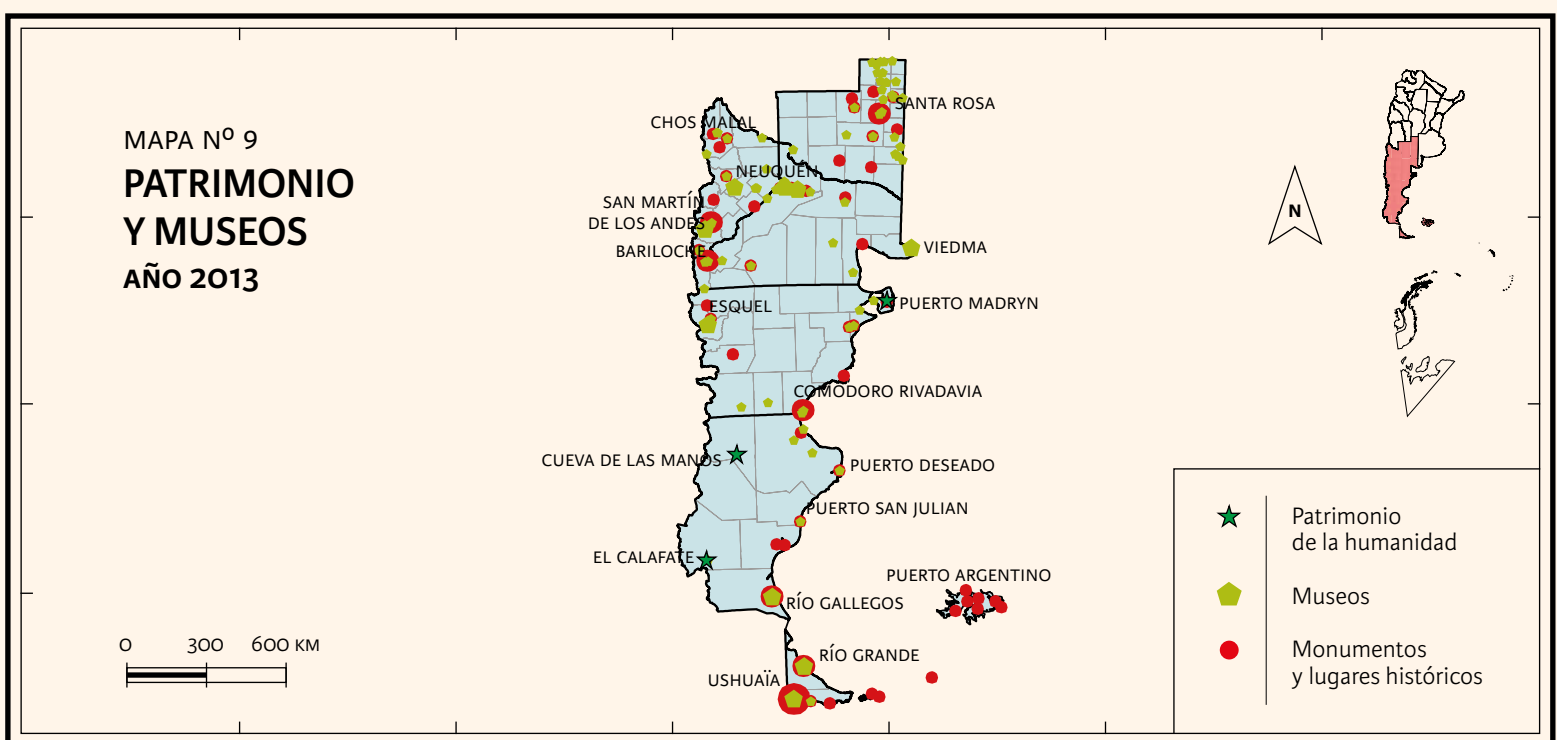 MAPA Nº 9
PATRIMONIO
Y MUSEOS
AÑO 2013
CHOS MALAL
SANTA ROSA
NEUQUÉN
SAN MARTÍN
DE LOS ANDES
BARILOCHE
VIEDMA
ESQUEL
PUERTO MADRYN
COMODORO RIVADAVIA
CUEVA DE LAS MANOS
PUERTO DESEADO
PUERTO SAN JULIAN
EL CALAFATE
PUERTO ARGENTINO
RÍO GALLEGOS
RÍO GRANDE
USHUAÏA
N
0 300 600 KM
Patrimonio
de la humanidad
Museos
Monumentos
y lugares históricos